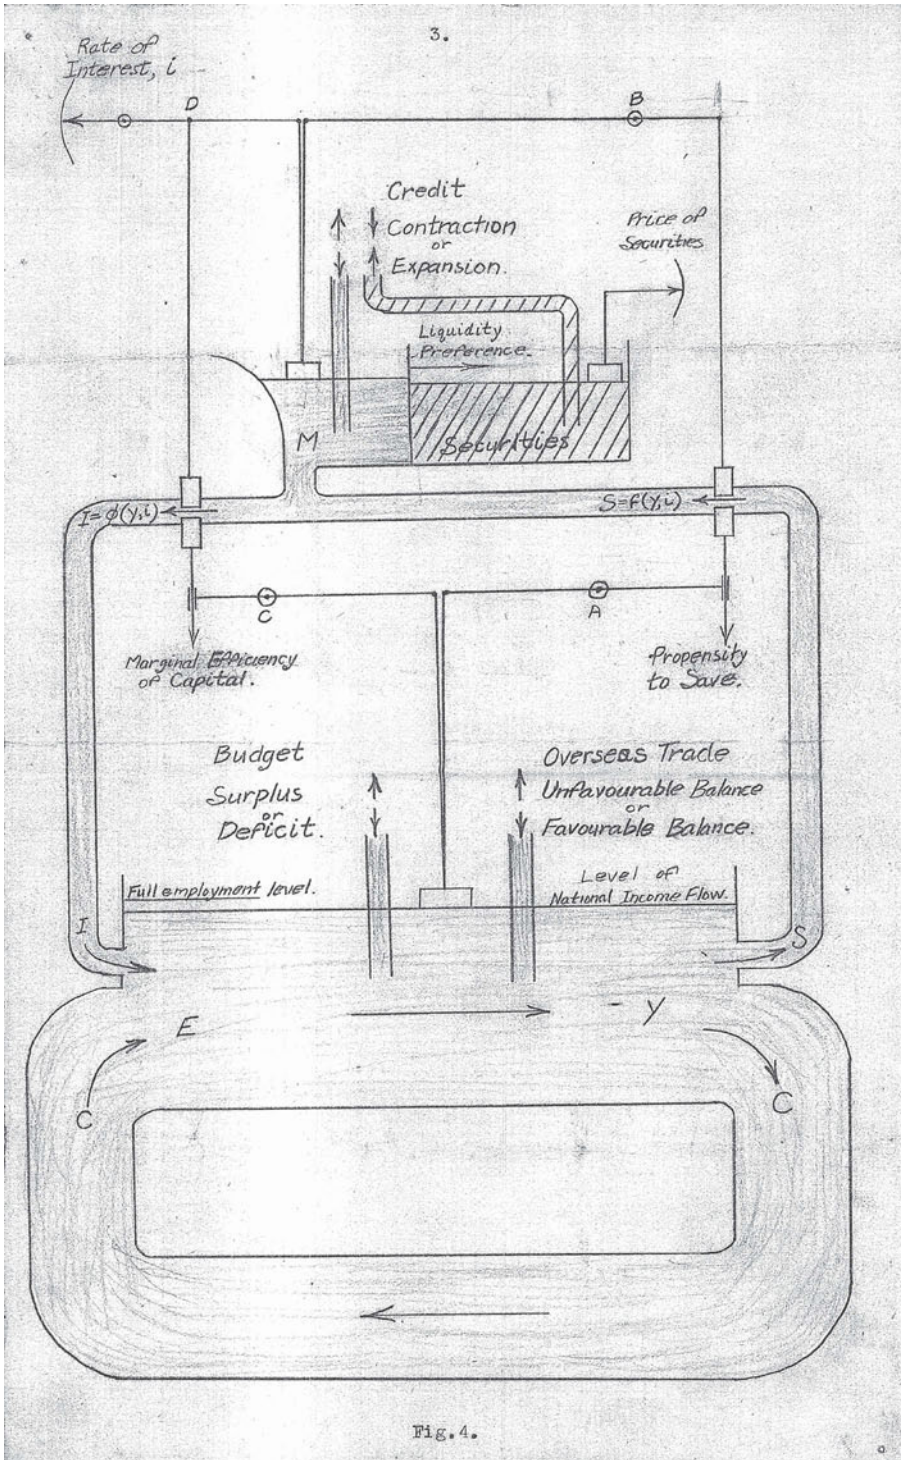 3.
Rate of
Interest, i
D
B
Credit
Contraction
or
Expansion.
Price of
Securities
Liquidity
Preference.
M
Securities
I=φ(Y,i)
S=f(Y,i)
C
A
Marginal Efficiency
of Capital.
Propensity
to Save.
Budget
Surplus
or
Deficit.
Overseas Trade
Unfavourable Balance
or
Favourable Balance.
Full employment level.
Level of
National Income Flow.
I
S
E
Y
C
C
Fig.4.